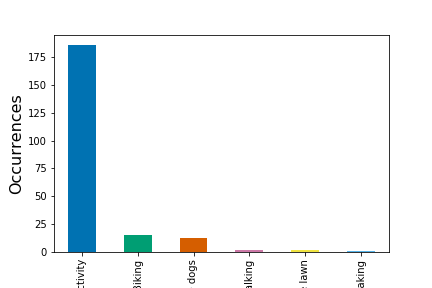 Occurrences
175
150
125
100
75
50
25
0
ctivity
Biking
dogs
alking
lawn
aking